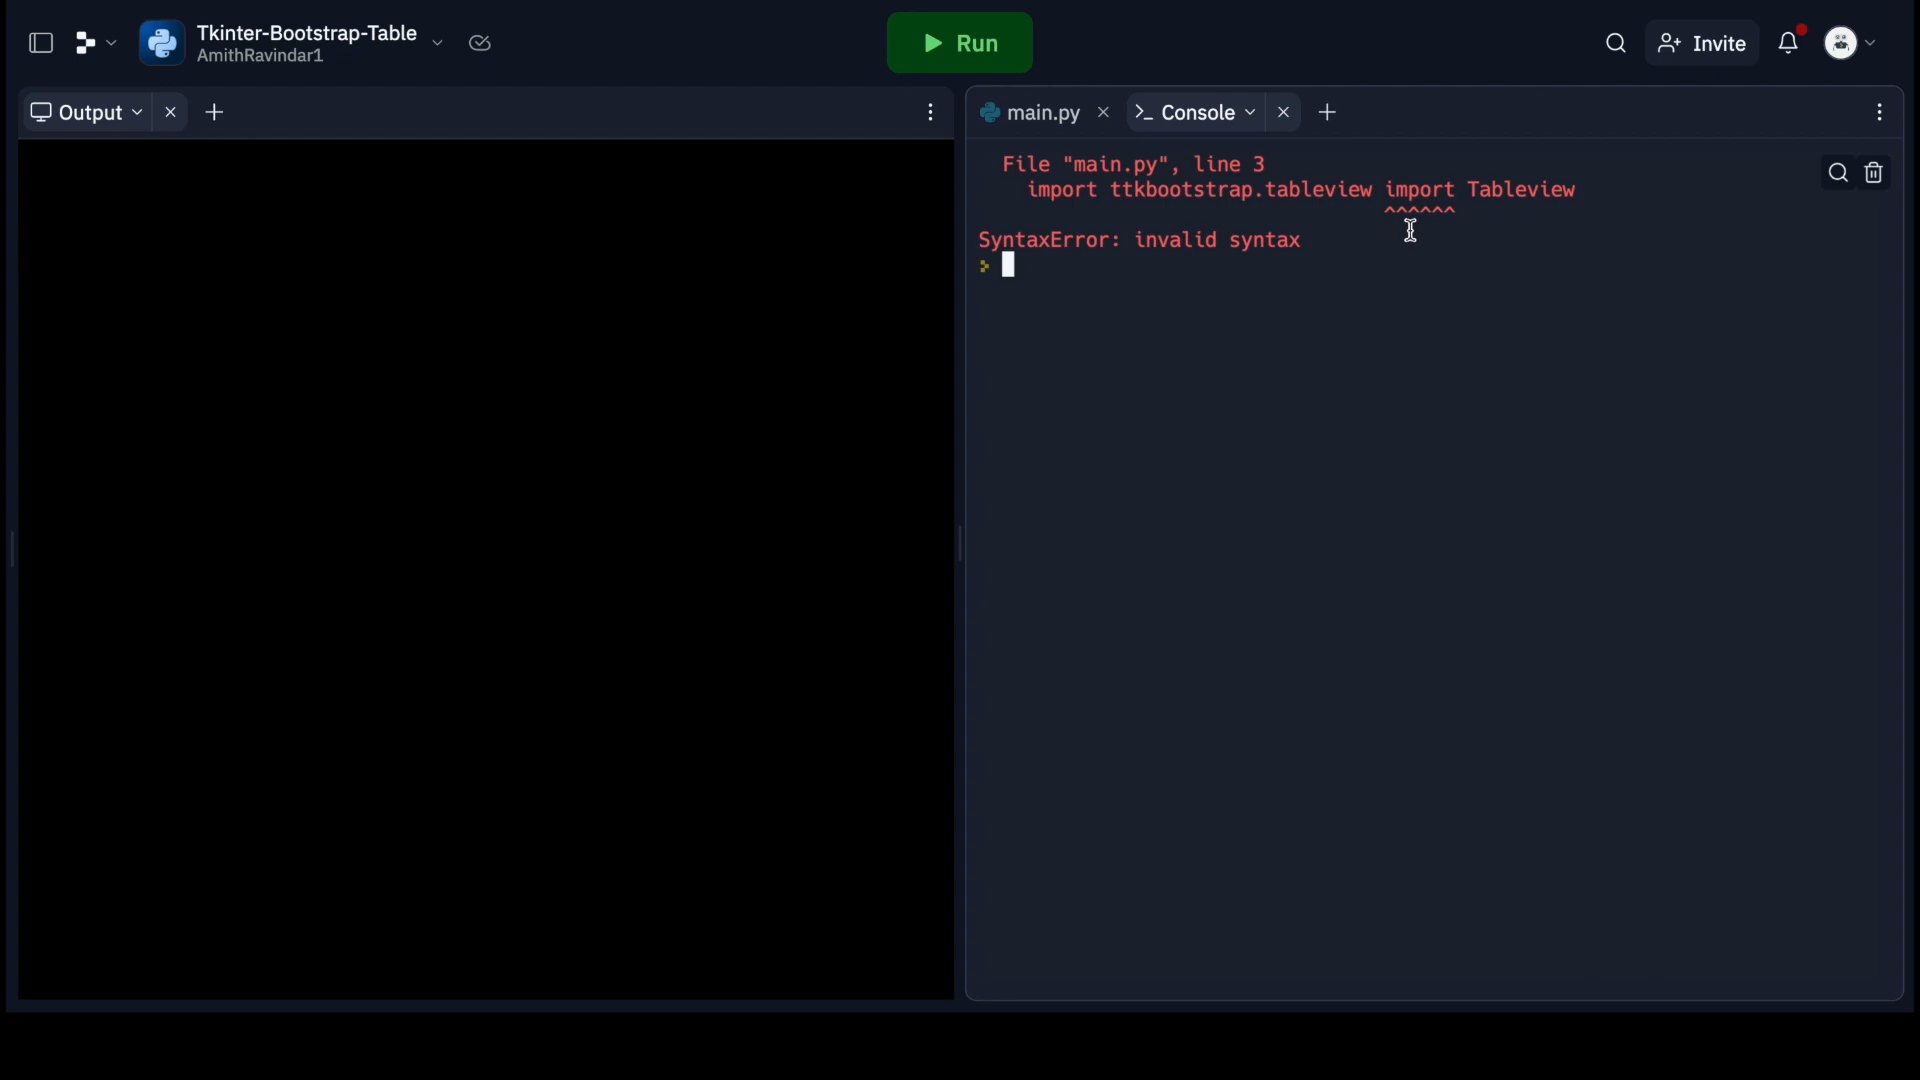 Tkinter-Bootstrap-Table
AmithRavindar1
Run
Invite
Output
main.py
>_ Console
File "main.py", line 3
import ttkbootstrap.tableview import Tableview
^^^^^^
SyntaxError: invalid syntax